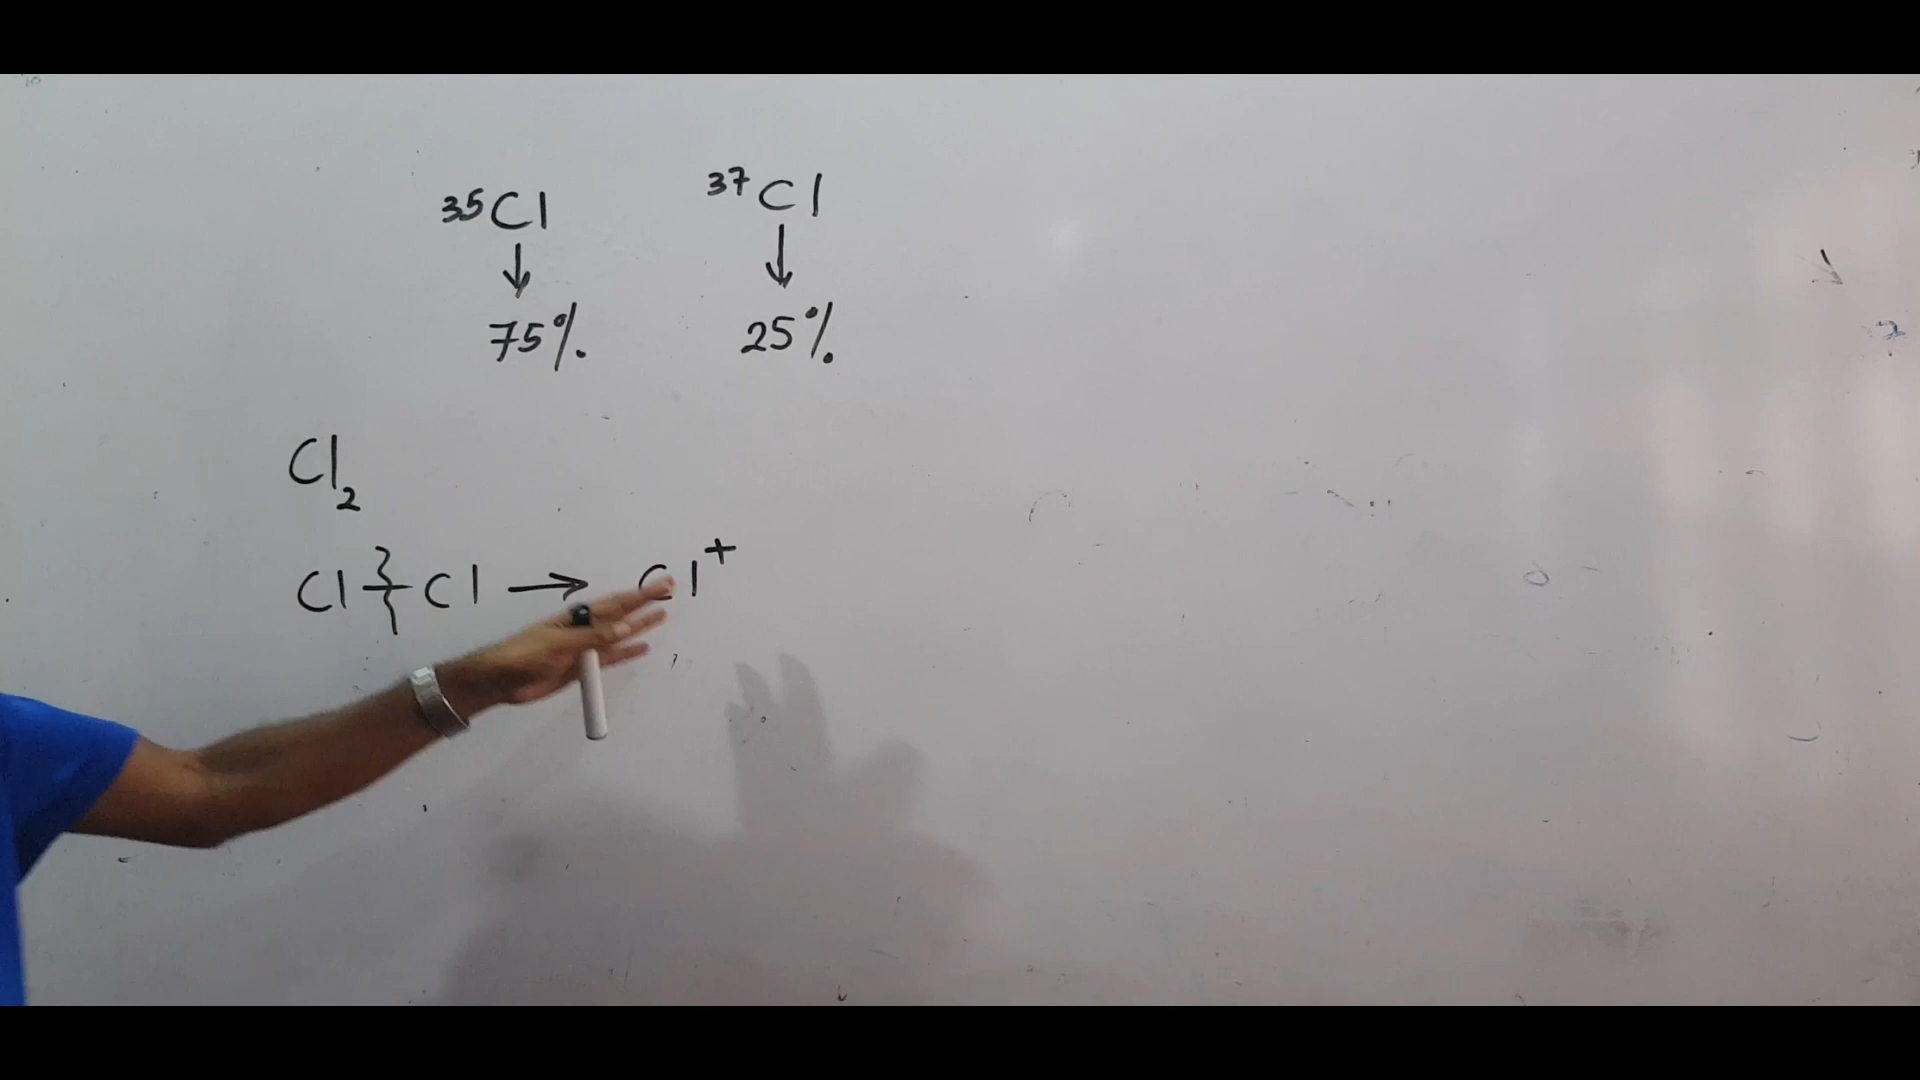 ³⁵Cl ³⁷Cl
↓ ↓
75% 25%
Cl₂
Cl-Cl → Cl⁺